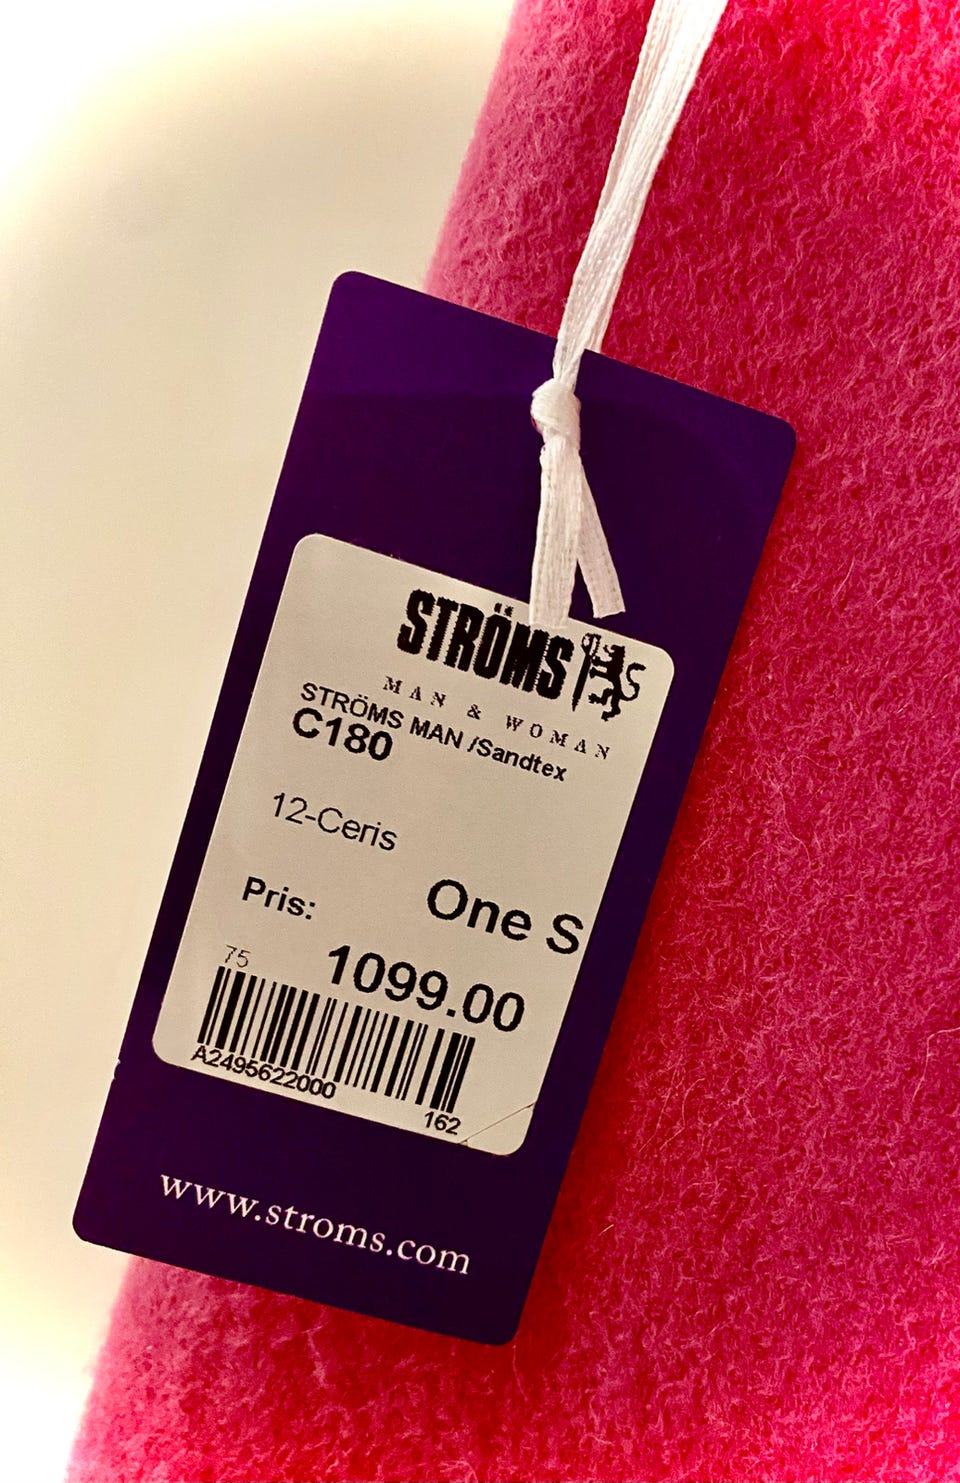 STRÖMS
MAN & WOMAN
STRÖMS MAN /Sandtex
C180
12-Ceris
One S
Pris:
1099.00
75
A2495622000
162
www.stroms.com